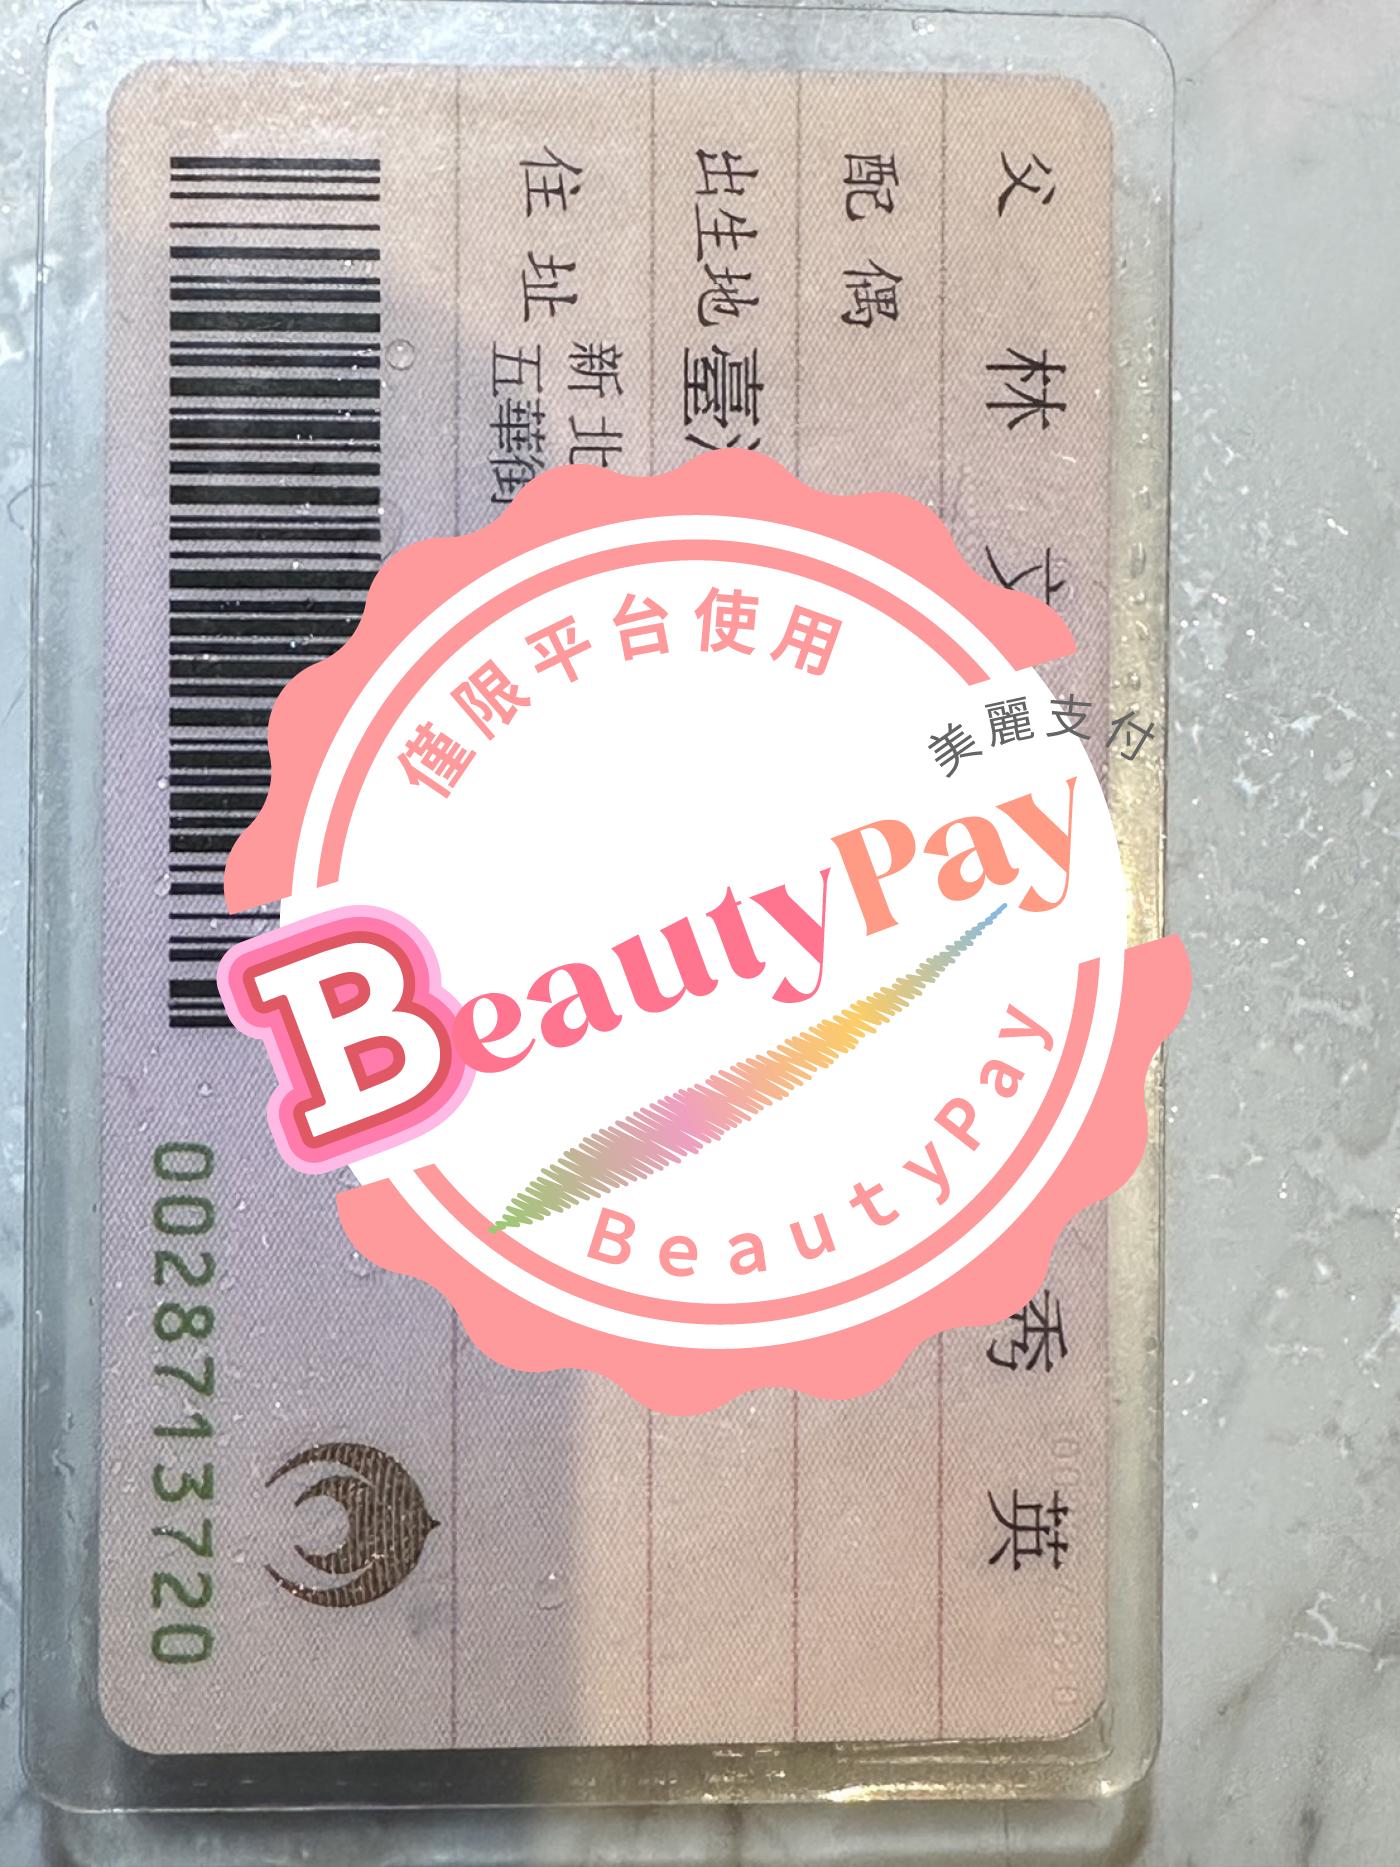 父 林 秀 英
配偶
出生地 臺
住址 新北
五華街
0028713720
僅限平台使用
美麗支付
BeautyPay
BeautyPay